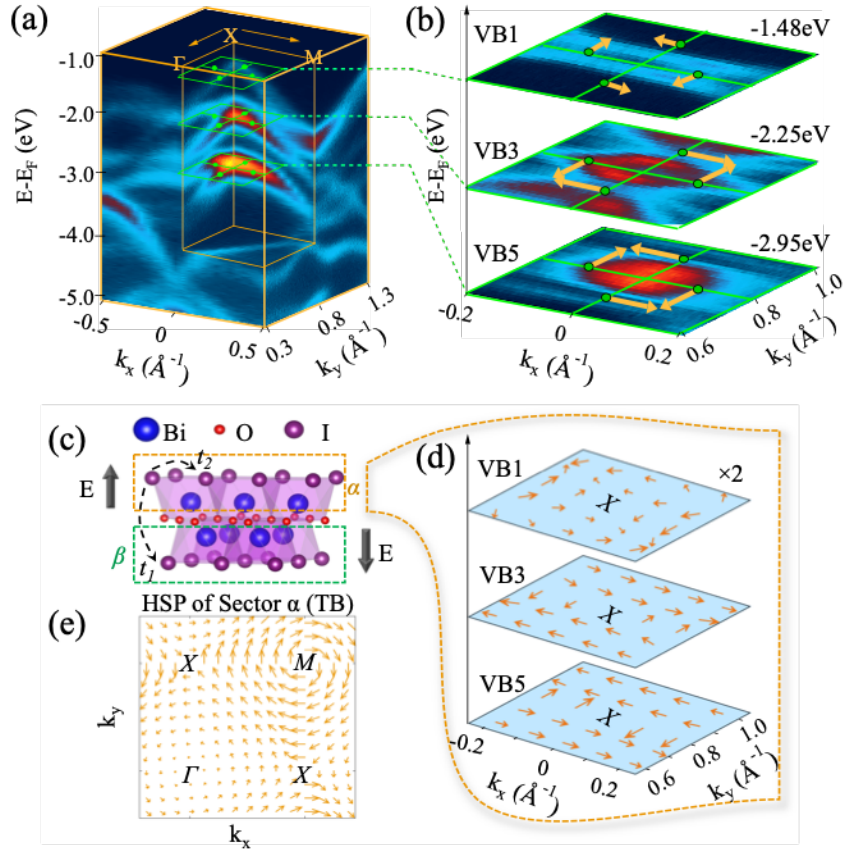 (a)
X
Γ
M
-1.0
-2.0
-3.0
-4.0
-5.0
E-E_F (eV)
-0.5
0
0.5
k_x (Å⁻¹)
0.3
0.8
1.3
k_y (Å⁻¹)
(b)
VB1
-1.48eV
VB3
-2.25eV
VB5
-2.95eV
E-E_F (eV)
-0.2
0
0.2
k_x (Å⁻¹)
0.6
0.8
1.0
k_y (Å⁻¹)
(c)
Bi O I
E
t₂
α
β
t₁
E
(d)
VB1
×2
X
VB3
X
VB5
X
-0.2
0
0.2
k_x (Å⁻¹)
0.6
0.8
1.0
k_y (Å⁻¹)
(e)
HSP of Sector α (TB)
X M
Γ X
k_y
k_x